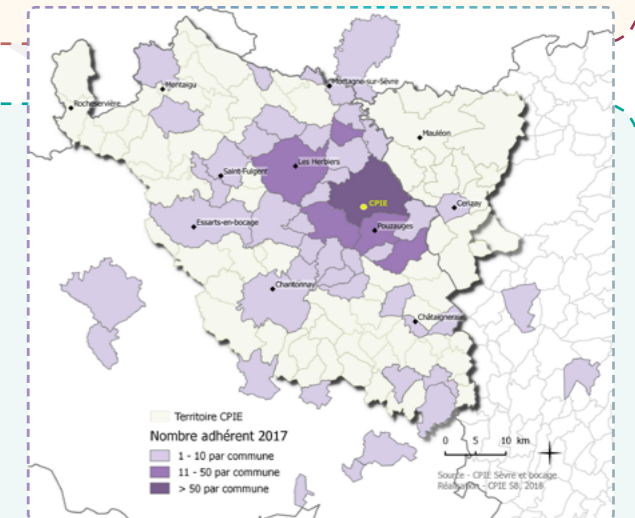 Mortagne-sur-Sèvre
Montaigu
Rocheservière
Mauléon
Les Herbiers
Saint-Fulgent
CPIE
Cerizay
Essarts-en-bocage
Pouzauges
Chantonnay
Châtaigneraie
Territoire CPIE
Nombre adhérent 2017
1 - 10 par commune
11 - 50 par commune
> 50 par commune
0 5 10 km
Source - CPIE Sèvre et bocage
Réalisation - CPIE SB, 2018